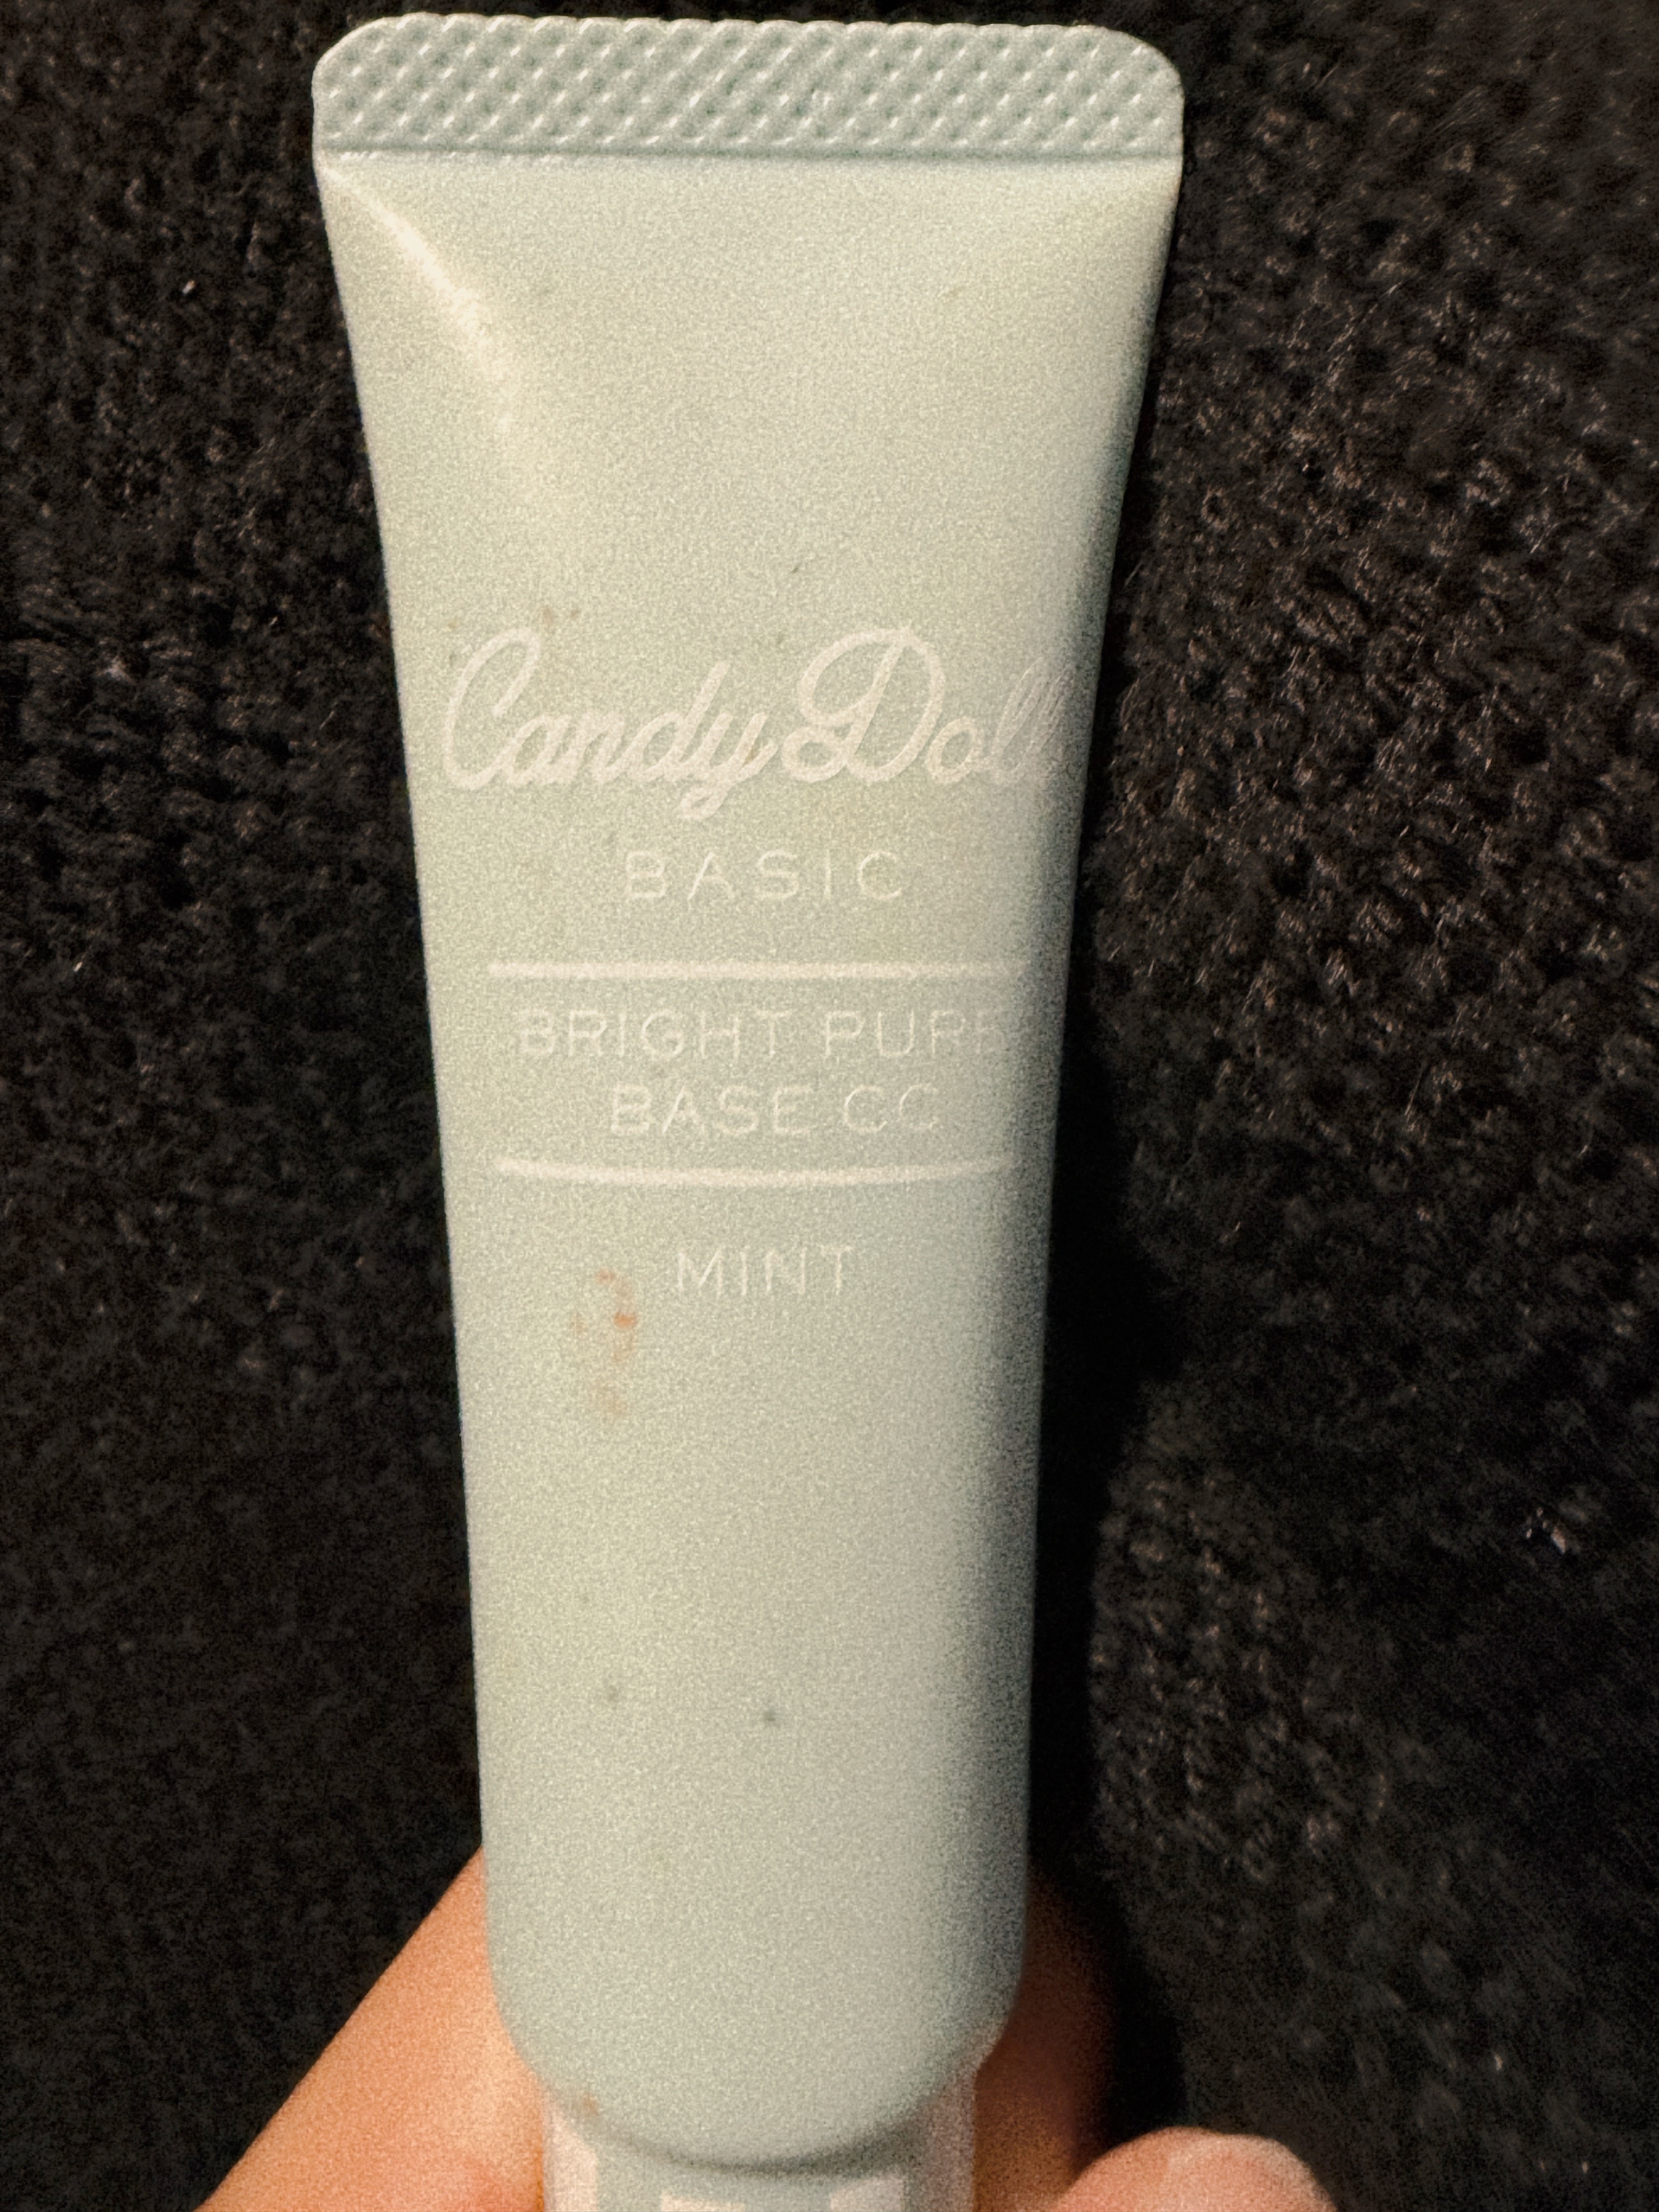 Candy Doll
BASIC
BRIGHT PURE
BASE CC
MINT